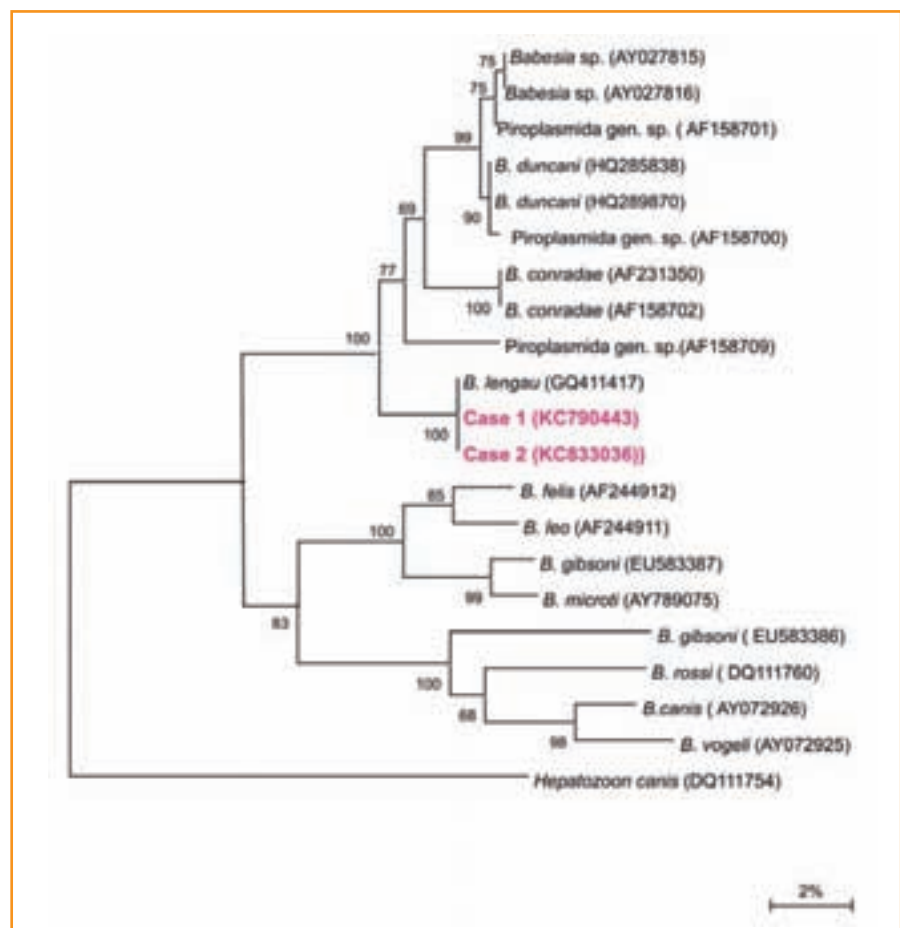 75
Babesia sp. (AY027815)
75
Babesia sp. (AY027816)
Piroplasmida gen. sp. ( AF158701)
99
B. duncani (HQ285838)
B. duncani (HQ289870)
90
Piroplasmida gen. sp. (AF158700)
89
B. conradae (AF231350)
77
100
B. conradae (AF158702)
Piroplasmida gen. sp.(AF158709)
100
B. lengau (GQ411417)
Case 1 (KC790443)
100
Case 2 (KC833036))
B. felis (AF244912)
85
B. leo (AF244911)
100
B. gibsoni (EU583387)
99
B. microti (AY789075)
83
B. gibsoni ( EU583386)
100
B. rossi ( DQ111760)
68
B.canis ( AY072926)
98
B. vogeli (AY072925)
Hepatozoon canis (DQ111754)
2%